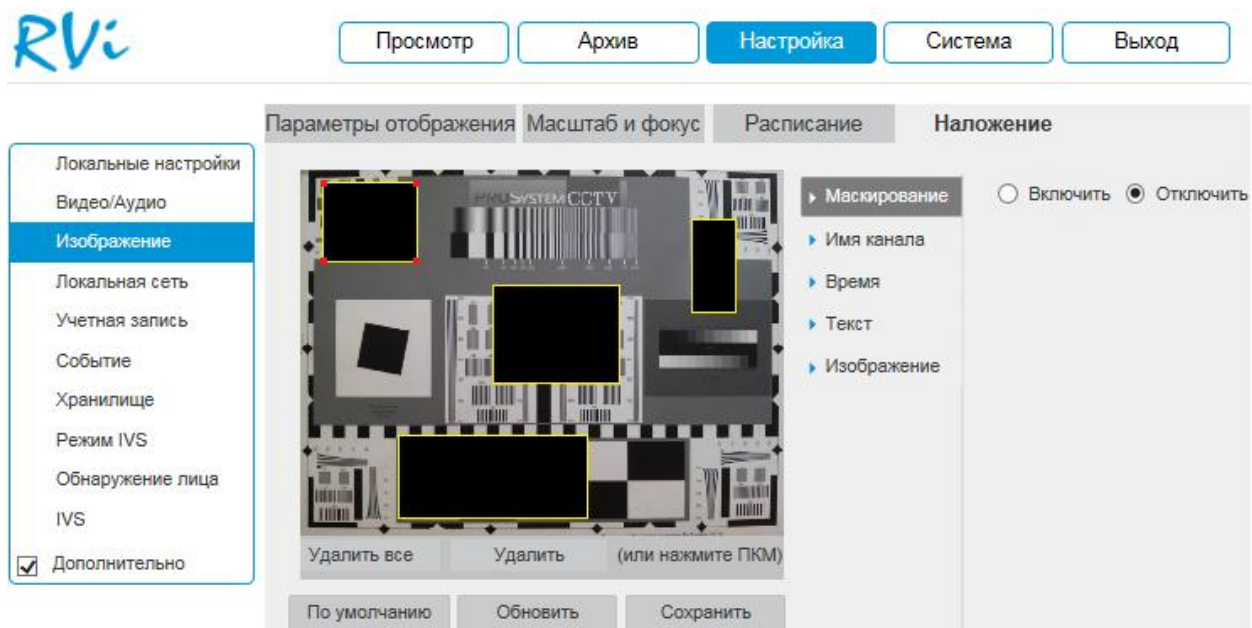 RVi
Просмотр Архив Настройка Система Выход
Параметры отображения Масштаб и фокус Расписание Наложение
Локальные настройки
Видео/Аудио
Изображение
Локальная сеть
Учетная запись
Событие
Хранилище
Режим IVS
Обнаружение лица
IVS
Дополнительно
PRO SYSTEM CCTV
Маскирование
Имя канала
Время
Текст
Изображение
Включить Отключить
Удалить все Удалить (или нажмите ПКМ)
По умолчанию Обновить Сохранить